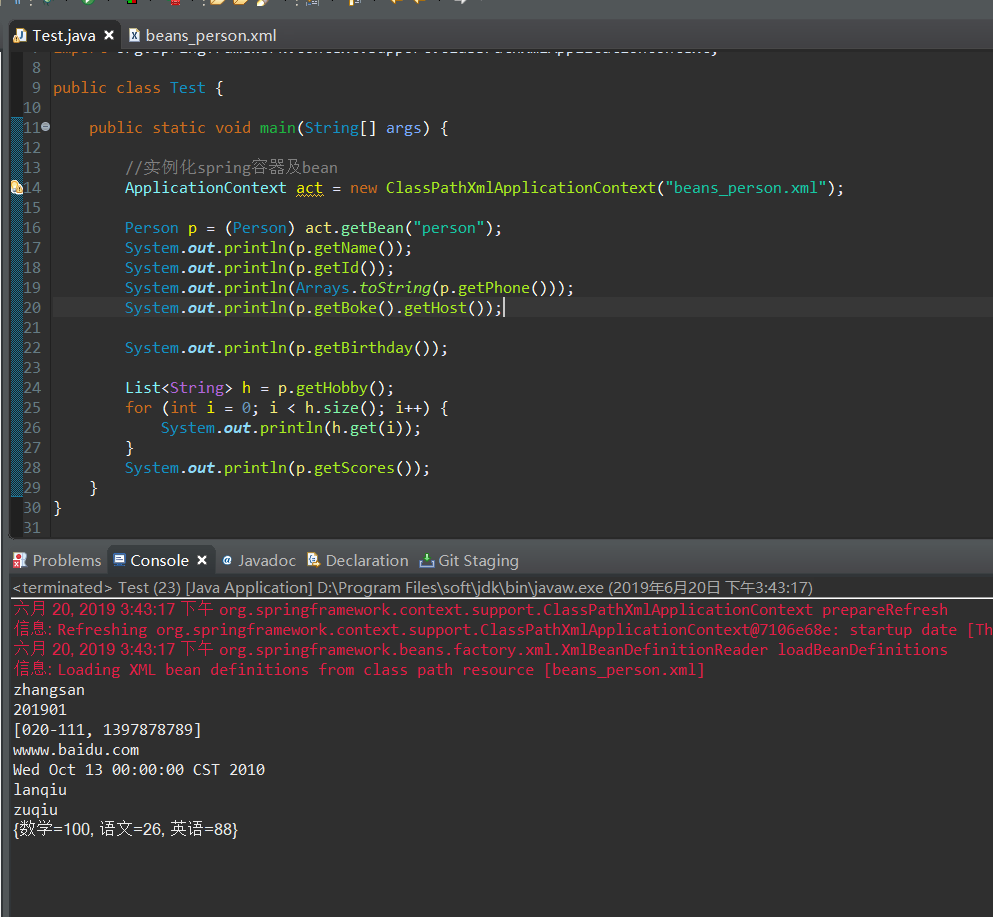 Test.java
beans_person.xml
8
9 public class Test {
10
11 public static void main(String[] args) {
12
13 //实例化spring容器及bean
14 ApplicationContext act = new ClassPathXmlApplicationContext("beans_person.xml");
15
16 Person p = (Person) act.getBean("person");
17 System.out.println(p.getName());
18 System.out.println(p.getId());
19 System.out.println(Arrays.toString(p.getPhone()));
20 System.out.println(p.getBoke().getHost());
21
22 System.out.println(p.getBirthday());
23
24 List<String> h = p.getHobby();
25 for (int i = 0; i < h.size(); i++) {
26 System.out.println(h.get(i));
27 }
28 System.out.println(p.getScores());
29 }
30 }
31
Problems Console Javadoc Declaration Git Staging
<terminated> Test (23) [Java Application] D:\Program Files\soft\jdk\bin\javaw.exe (2019年6月20日 下午3:43:17)
六月 20, 2019 3:43:17 下午 org.springframework.context.support.ClassPathXmlApplicationContext prepareRefresh
信息: Refreshing org.springframework.context.support.ClassPathXmlApplicationContext@7106e68e: startup date [Th
六月 20, 2019 3:43:17 下午 org.springframework.beans.factory.xml.XmlBeanDefinitionReader loadBeanDefinitions
信息: Loading XML bean definitions from class path resource [beans_person.xml]
zhangsan
201901
[020-111, 1397878789]
wwww.baidu.com
Wed Oct 13 00:00:00 CST 2010
lanqiu
zuqiu
{数学=100, 语文=26, 英语=88}